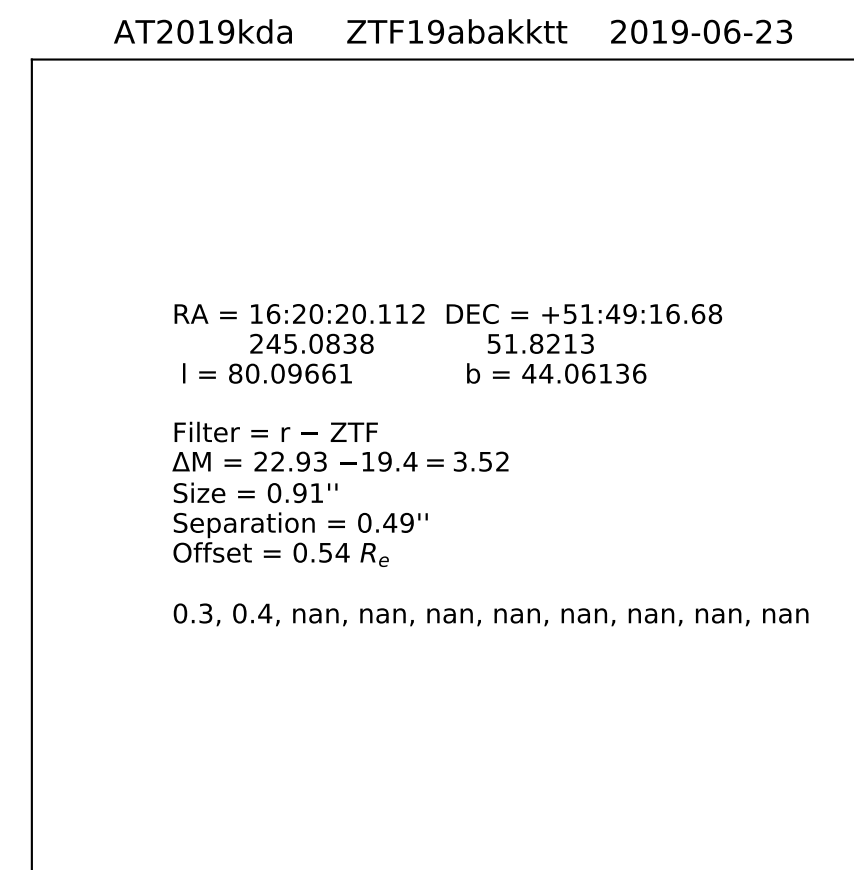 AT2019kda ZTF19abakktt 2019-06-23
RA = 16:20:20.112 DEC = +51:49:16.68
245.0838 51.8213
l = 80.09661 b = 44.06136
Filter = r − ZTF
ΔM = 22.93 −19.4 = 3.52
Size = 0.91''
Separation = 0.49''
Offset = 0.54 Re
0.3, 0.4, nan, nan, nan, nan, nan, nan, nan, nan